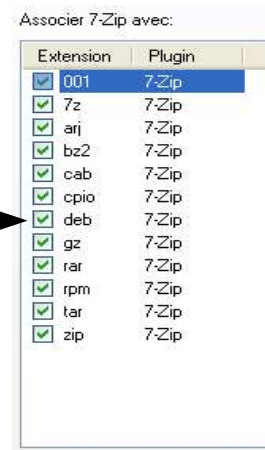 Associer 7-Zip avec:
Extension Plugin
001 7-Zip
7z 7-Zip
arj 7-Zip
bz2 7-Zip
cab 7-Zip
cpio 7-Zip
deb 7-Zip
gz 7-Zip
rar 7-Zip
rpm 7-Zip
tar 7-Zip
zip 7-Zip